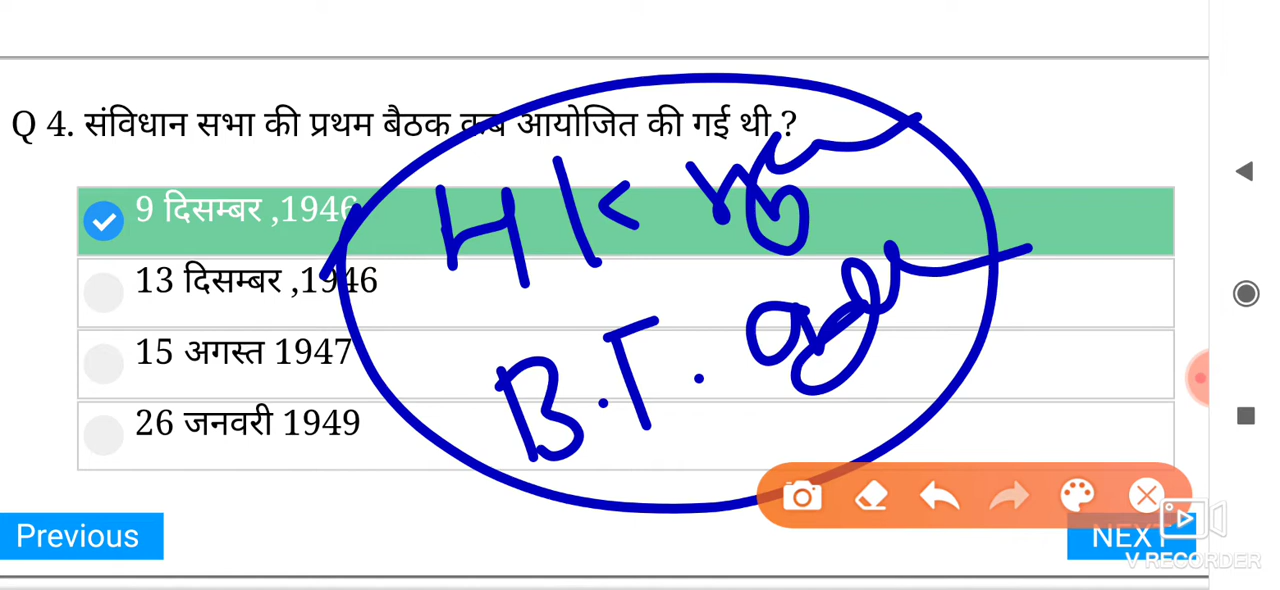 Q 4. संविधान सभा की प्रथम बैठक कब आयोजित की गई थी ?
9 दिसम्बर ,1946
H K
13 दिसम्बर ,1946
15 अगस्त 1947
B.T.
26 जनवरी 1949
Previous
NEXT
V RECORDER